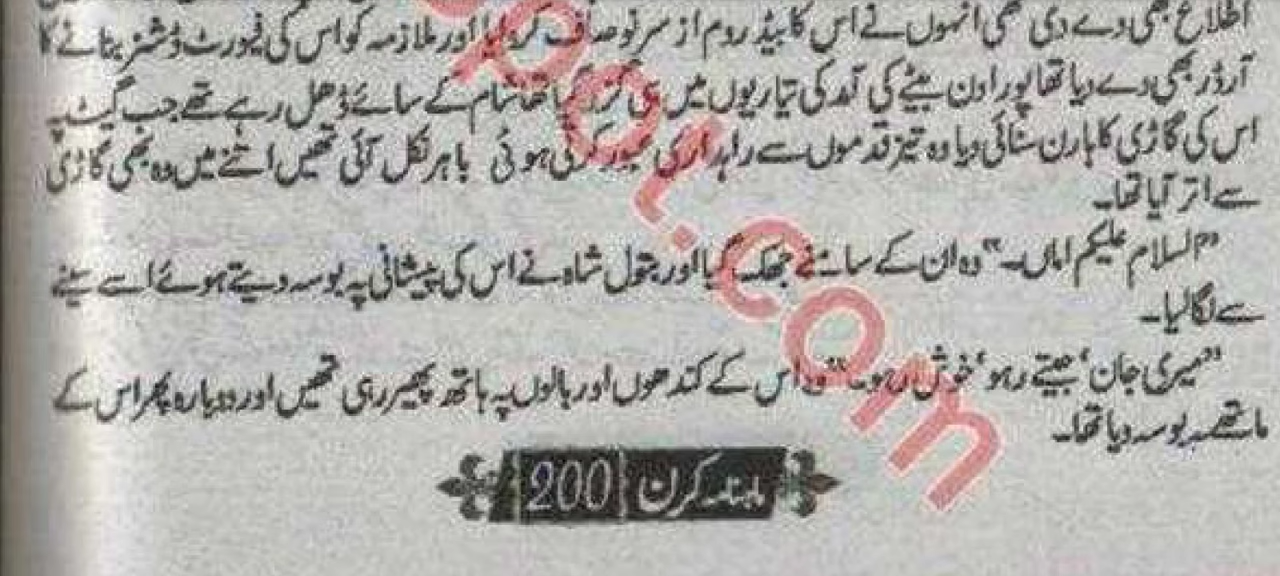 اطلاع بھی دے دی تھی انہوں نے اس کا بیڈ روم از سر نو صاف کروایا اور ملازمہ کو اس کی فیورٹ ڈشز بنانے کا
آرڈر بھی دے دیا تھا پورا دن بیٹے کی آمد کی تیاریوں میں ہی گزر گیا تھا شام کے سائے ڈھل رہے تھے جب گیٹ پہ
اس کی گاڑی کا ہارن سنائی دیا وہ تیز قدموں سے راہداری عبور کرتی ہوئی باہر نکل آئی تھیں اتنے میں وہ بھی گاڑی
سے اتر آیا تھا۔
”السلام علیکم اماں۔“ وہ ان کے سامنے جھک گیا اور بتول شاہ نے اس کی پیشانی پہ بوسہ دیتے ہوئے اسے سینے
سے لگا لیا۔
”میری جان‘ جیتے رہو‘ خوش رہو۔“ وہ اس کے کندھوں اور بالوں پہ ہاتھ پھیر رہی تھیں اور دوبارہ پھر اس کے
ماتھے پہ بوسہ دیا تھا۔
ماہنامہ کرن 200
.com